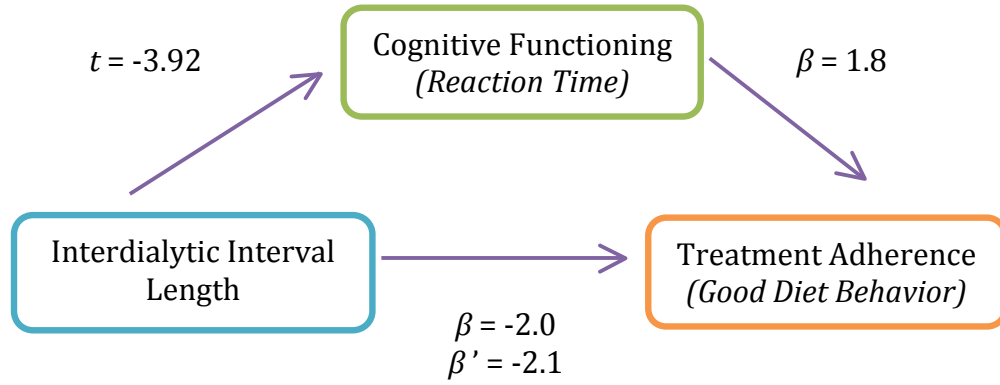 Cognitive Functioning
(Reaction Time)
t = -3.92
β = 1.8
Interdialytic Interval
Length
Treatment Adherence
(Good Diet Behavior)
β = -2.0
β’ = -2.1